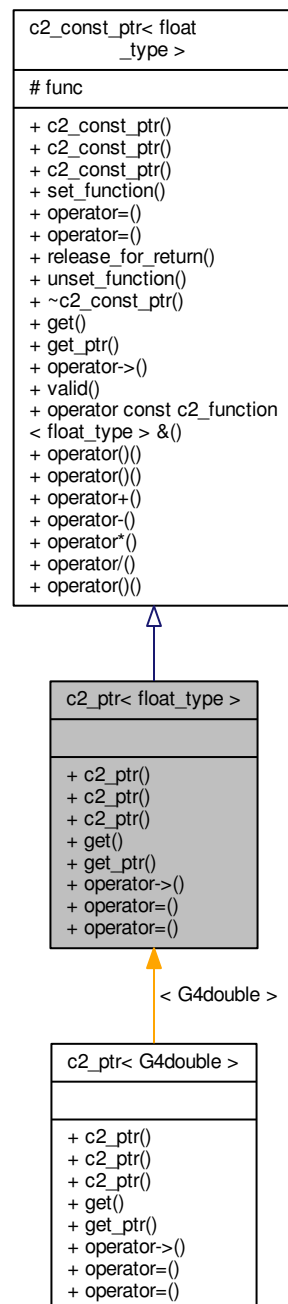 c2_const_ptr< float
_type >
# func
+ c2_const_ptr()
+ c2_const_ptr()
+ c2_const_ptr()
+ set_function()
+ operator=()
+ operator=()
+ release_for_return()
+ unset_function()
+ ~c2_const_ptr()
+ get()
+ get_ptr()
+ operator->()
+ valid()
+ operator const c2_function
< float_type > &()
+ operator()()
+ operator()()
+ operator+()
+ operator-()
+ operator*()
+ operator/()
+ operator()()
c2_ptr< float_type >
+ c2_ptr()
+ c2_ptr()
+ c2_ptr()
+ get()
+ get_ptr()
+ operator->()
+ operator=()
+ operator=()
< G4double >
c2_ptr< G4double >
+ c2_ptr()
+ c2_ptr()
+ c2_ptr()
+ get()
+ get_ptr()
+ operator->()
+ operator=()
+ operator=()